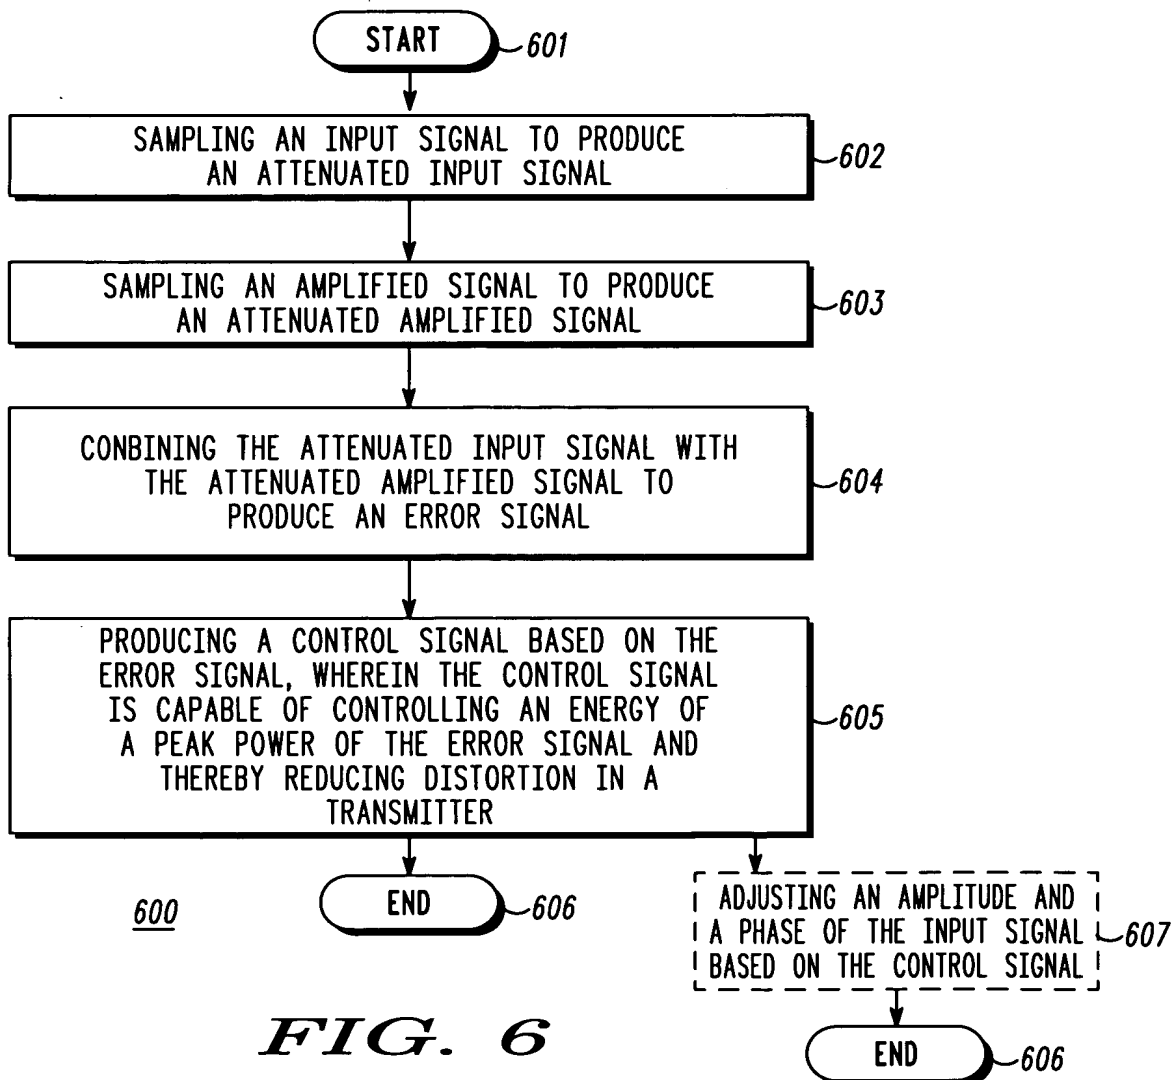 START
601
SAMPLING AN INPUT SIGNAL TO PRODUCE
AN ATTENUATED INPUT SIGNAL
602
SAMPLING AN AMPLIFIED SIGNAL TO PRODUCE
AN ATTENUATED AMPLIFIED SIGNAL
603
CONBINING THE ATTENUATED INPUT SIGNAL WITH
THE ATTENUATED AMPLIFIED SIGNAL TO
PRODUCE AN ERROR SIGNAL
604
PRODUCING A CONTROL SIGNAL BASED ON THE
ERROR SIGNAL, WHEREIN THE CONTROL SIGNAL
IS CAPABLE OF CONTROLLING AN ENERGY OF
A PEAK POWER OF THE ERROR SIGNAL AND
THEREBY REDUCING DISTORTION IN A
TRANSMITTER
605
END
606
600
ADJUSTING AN AMPLITUDE AND
A PHASE OF THE INPUT SIGNAL
BASED ON THE CONTROL SIGNAL
607
END
606
FIG. 6